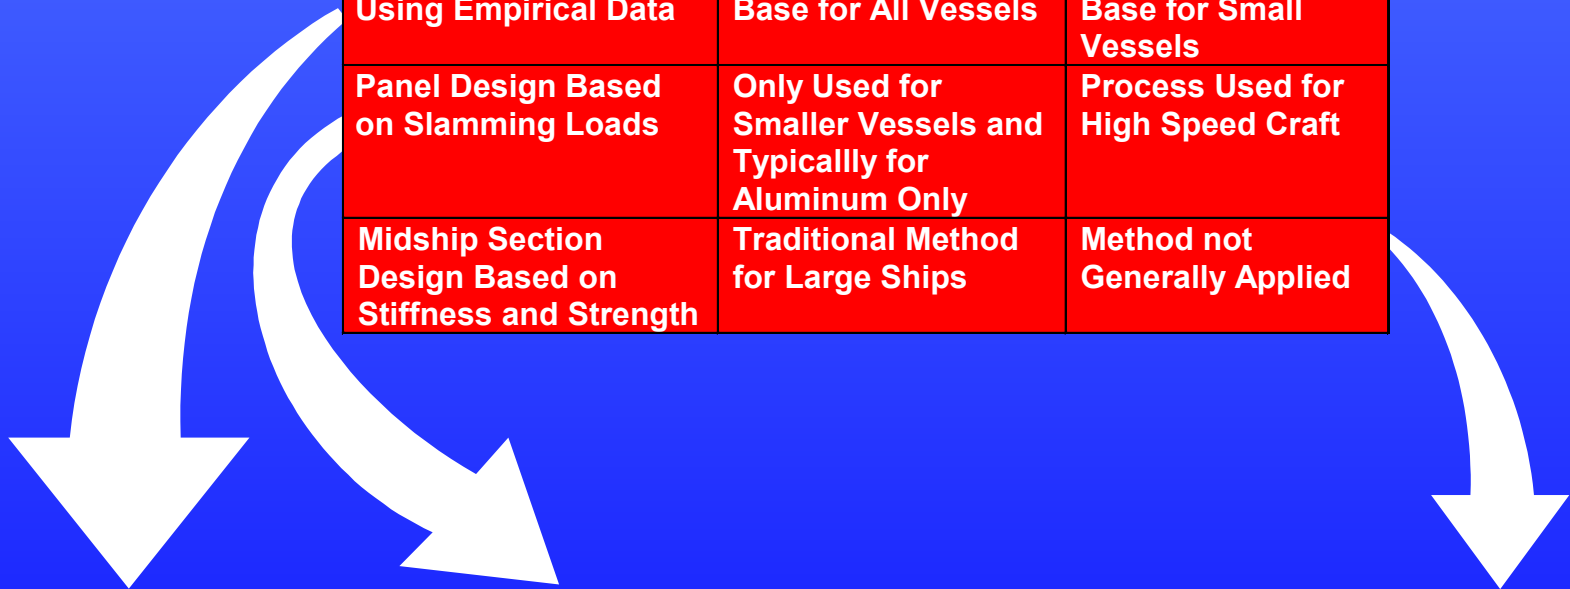 Using Empirical Data
Base for All Vessels
Base for Small
Vessels
Panel Design Based
on Slamming Loads
Only Used for
Smaller Vessels and
Typicallly for
Aluminum Only
Process Used for
High Speed Craft
Midship Section
Design Based on
Stiffness and Strength
Traditional Method
for Large Ships
Method not
Generally Applied